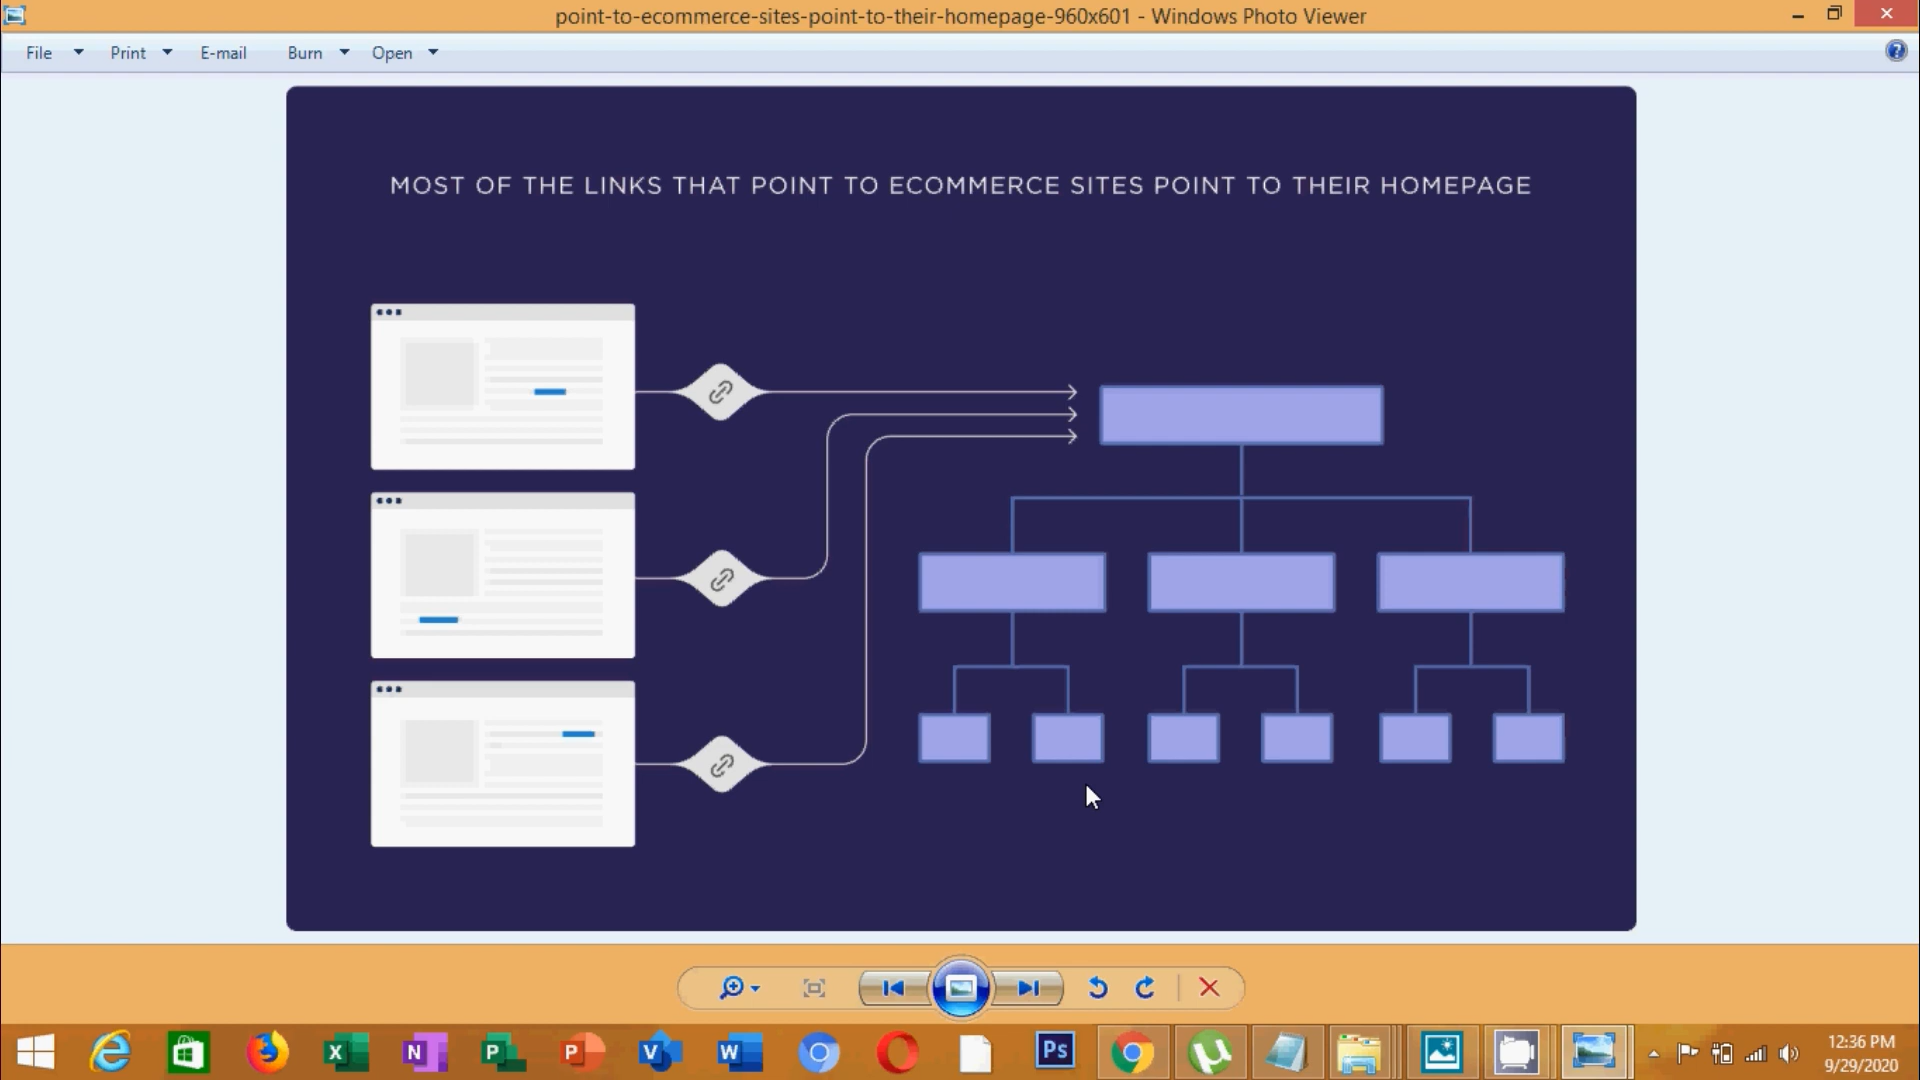 point-to-ecommerce-sites-point-to-their-homepage-960x601 - Windows Photo Viewer
File Print E-mail Burn Open
?
MOST OF THE LINKS THAT POINT TO ECOMMERCE SITES POINT TO THEIR HOMEPAGE
X N P P V W Ps µ
12:36 PM
9/29/2020